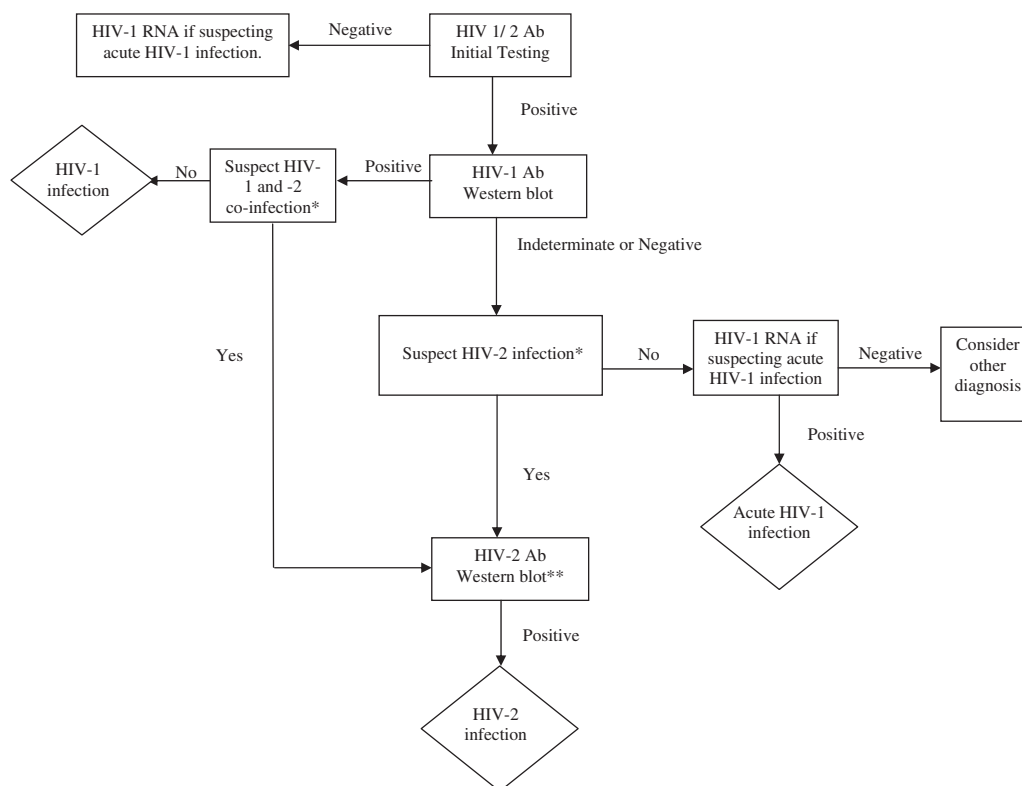 HIV-1 RNA if suspecting
acute HIV-1 infection.
Negative
HIV 1/ 2 Ab
Initial Testing
Positive
HIV-1
infection
No
Suspect HIV-
1 and -2
co-infection*
Positive
HIV-1 Ab
Western blot
Indeterminate or Negative
Yes
Suspect HIV-2 infection*
No
HIV-1 RNA if
suspecting acute
HIV-1 infection
Negative
Consider
other
diagnosis
Positive
Yes
Acute HIV-1
infection
HIV-2 Ab
Western blot**
Positive
HIV-2
infection